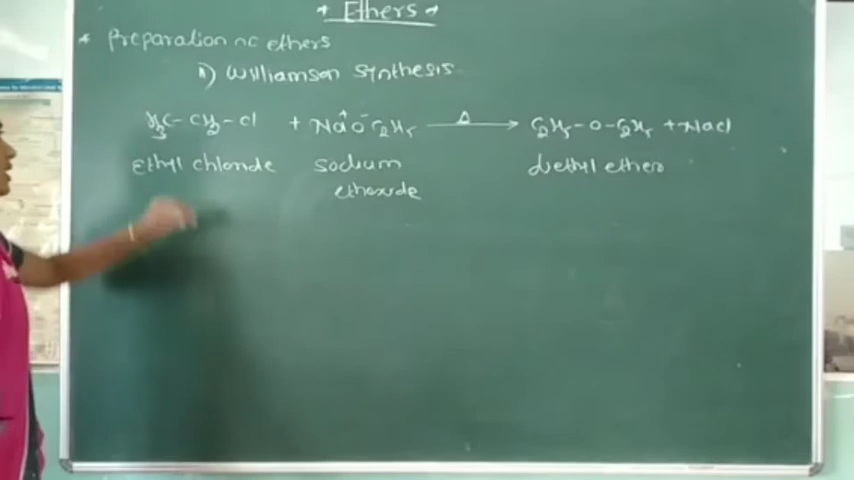 * Ethers *
* Preparation of ethers
1) Williamson synthesis
H3C-CH2-Cl + Na+O-C2H5 —Δ→ C2H5-O-C2H5 + NaCl
Ethyl chloride sodium ethoxide diethyl ether